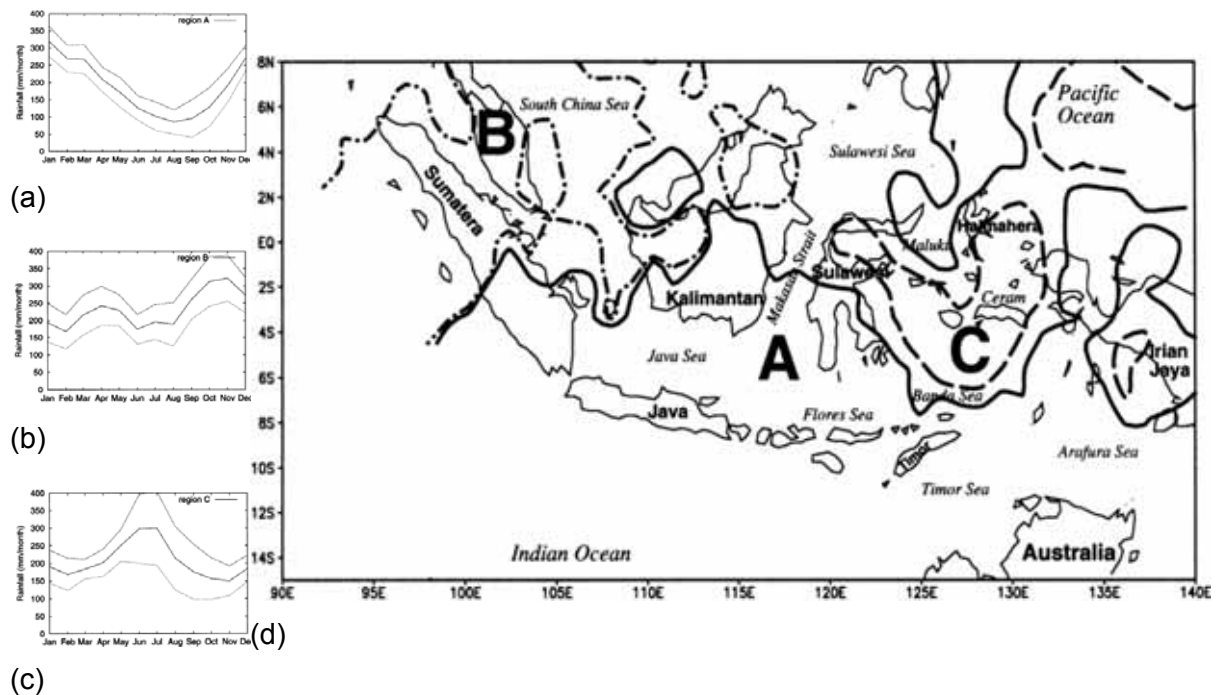 400
region A
350
300
250
200
150
100
50
0
Rainfall (mm/month)
Jan Feb Mar Apr May Jun Jul Aug Sep Oct Nov Dec
(a)
400
region B
350
300
250
200
150
100
50
0
Rainfall (mm/month)
Jan Feb Mar Apr May Jun Jul Aug Sep Oct Nov Dec
(b)
400
region C
350
300
250
200
150
100
50
0
Rainfall (mm/month)
Jan Feb Mar Apr May Jun Jul Aug Sep Oct Nov Dec
(c)
8N
6N
4N
2N
EQ
2S
4S
6S
8S
10S
12S
14S
South China Sea
Pacific
Ocean
B
Sulawesi Sea
Sumatera
Halmahera
Maluku
Makasar Strait
Sulawesi
Kalimantan
Ceram
A
C
Java Sea
Irian
Jaya
Banda Sea
Java
Flores Sea
Timor
Arafura Sea
Timor Sea
Indian Ocean
Australia
90E 95E 100E 105E 110E 115E 120E 125E 130E 135E 140E
(d)